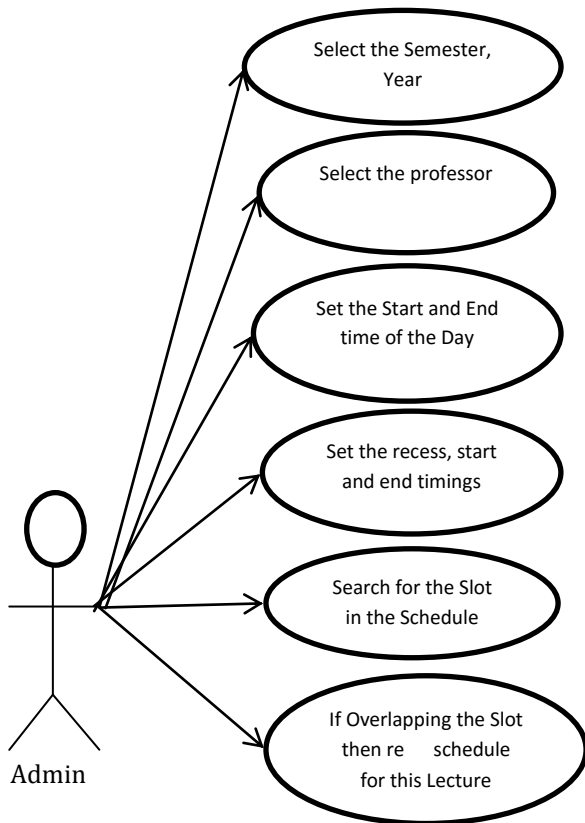 Select the Semester,
Year
Select the professor
Set the Start and End
time of the Day
Set the recess, start
and end timings
Search for the Slot
in the Schedule
If Overlapping the Slot
then re schedule
for this Lecture
Admin